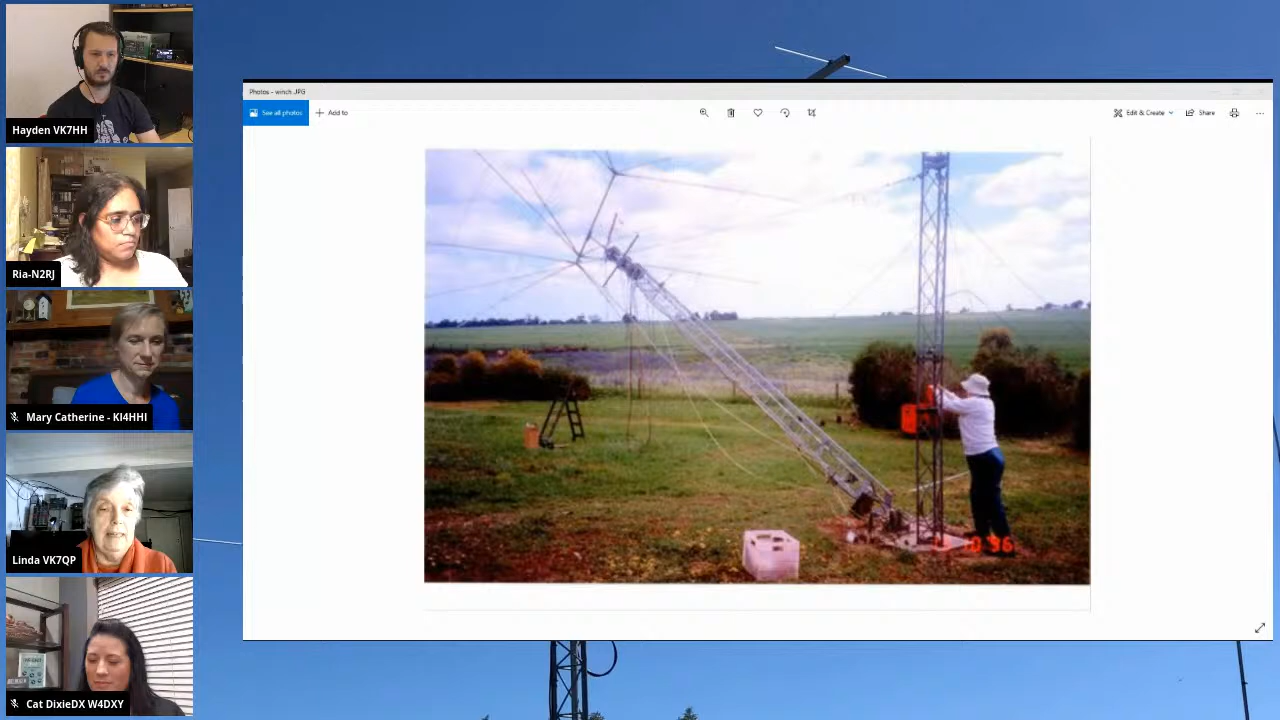 Hayden VK7HH
Ria-N2RJ
Mary Catherine - KI4HHI
Linda VK7QP
Cat DixieDX W4DXY
Photos - winch.JPG
See all photos
Add to
Edit & Create
Share